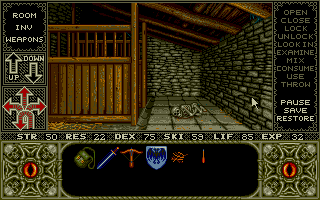 ROOM
INV
WEAPONS
UP
DOWN
OPEN
CLOSE
LOCK
UNLOCK
LOOK IN
EXAMINE
MIX
CONSUME
USE
THROW
PAUSE
SAVE
RESTORE
STR 50 RES 22 DEX 75 SKI 59 LIF 85 EXP 32